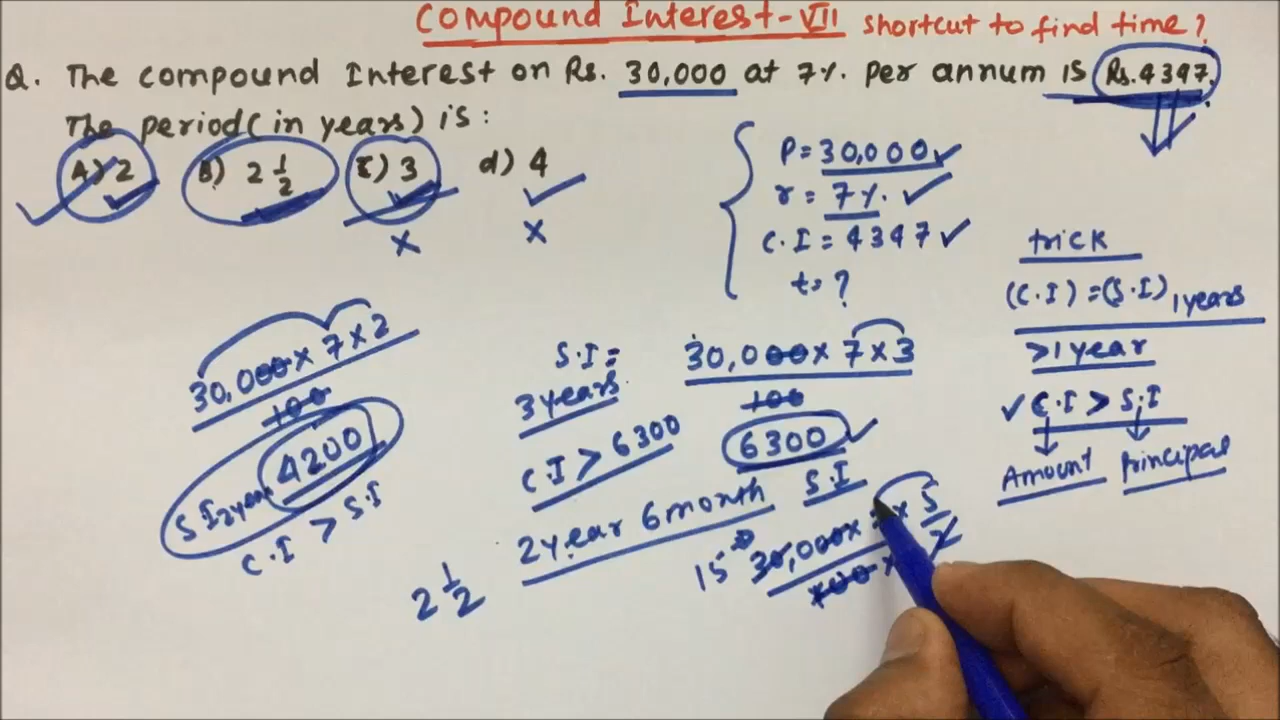 Compound Interest-VII shortcut to find time?
Q. The compound Interest on Rs. 30,000 at 7%. per annum is Rs.4347.
The period (in years) is:
A) 2 B) 2 1/2 C) 3 d) 4
x x
P = 30,000
r = 7%.
C.I = 4347
t = ?
trick
(C.I) = (S.I) 1 years
>1 year
C.I > S.I
Amount Principal
30,000 x 7 x 2
100
4200
S.I 2year
C.I > S.I
S.I =
3 years
30,000 x 7 x 3
100
6300
S.I
C.I > 6300
2 year 6 month
2 1/2
15 30,000 x x 5
100 x 2